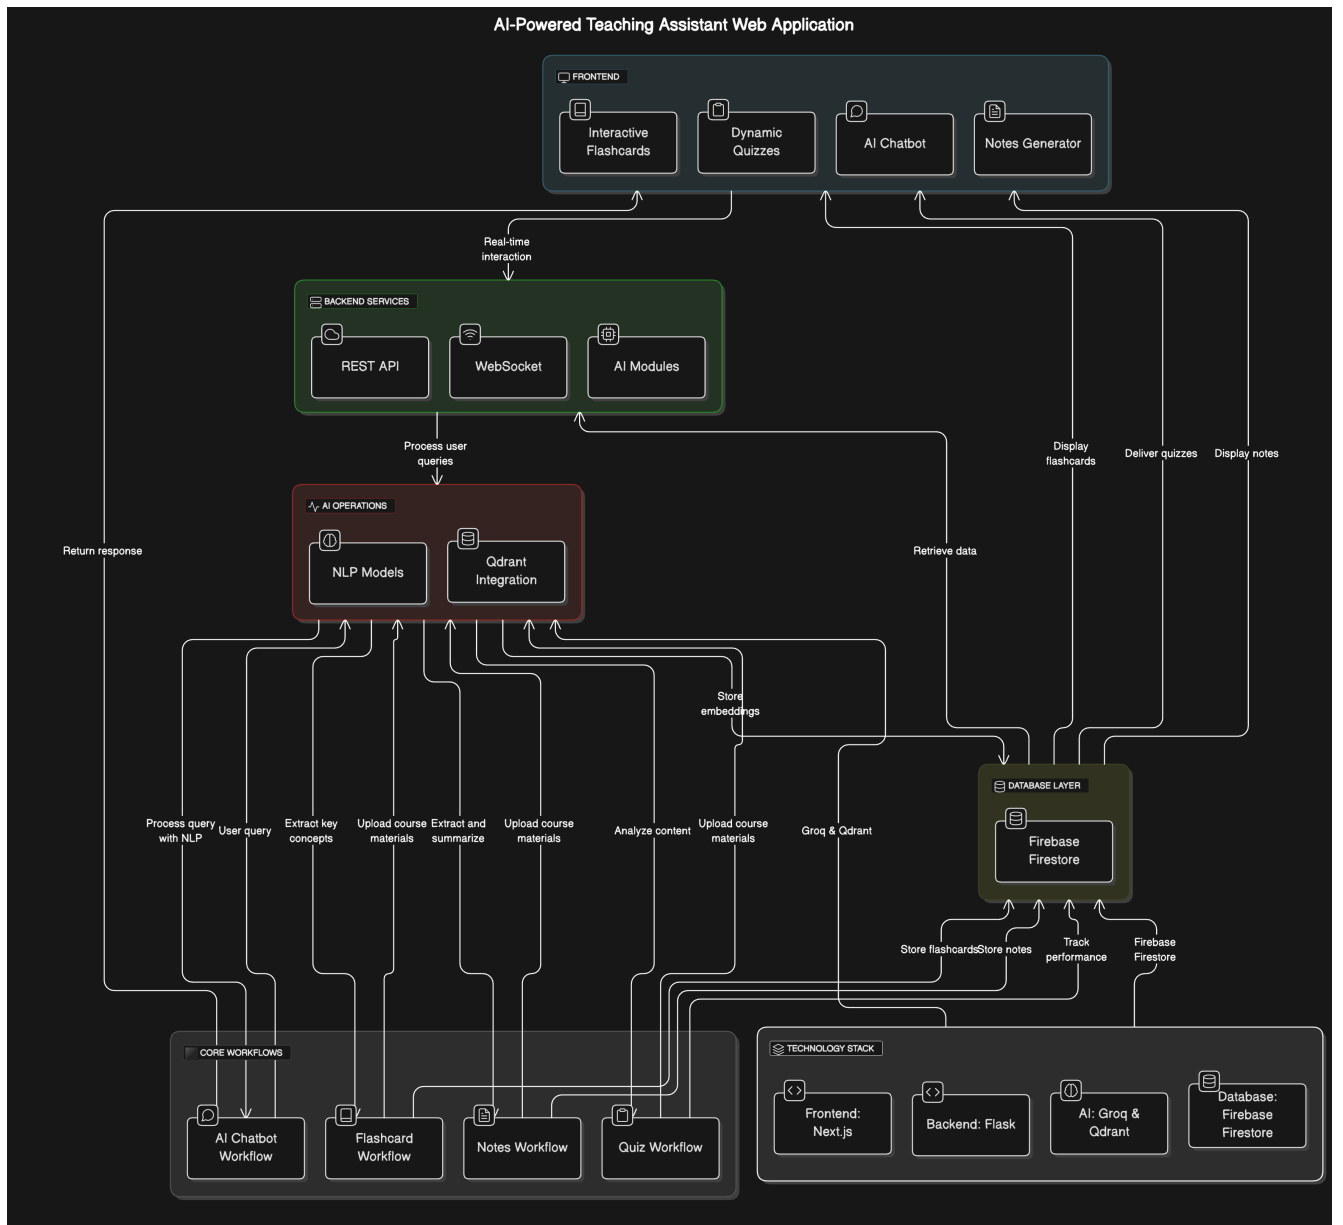 AI-Powered Teaching Assistant Web Application
FRONTEND
Interactive
Flashcards
Dynamic
Quizzes
AI Chatbot
Notes Generator
Real-time
interaction
BACKEND SERVICES
REST API
WebSocket
AI Modules
Process user
queries
Display
flashcards
Deliver quizzes
Display notes
AI OPERATIONS
NLP Models
Qdrant
Integration
Return response
Retrieve data
Store
embeddings
DATABASE LAYER
Firebase
Firestore
Process query
with NLP
User query
Extract key
concepts
Upload course
materials
Extract and
summarize
Upload course
materials
Analyze content
Upload course
materials
Groq & Qdrant
Store flashcards
Store notes
Track
performance
Firebase
Firestore
CORE WORKFLOWS
AI Chatbot
Workflow
Flashcard
Workflow
Notes Workflow
Quiz Workflow
TECHNOLOGY STACK
Frontend:
Next.js
Backend: Flask
AI: Groq &
Qdrant
Database:
Firebase
Firestore